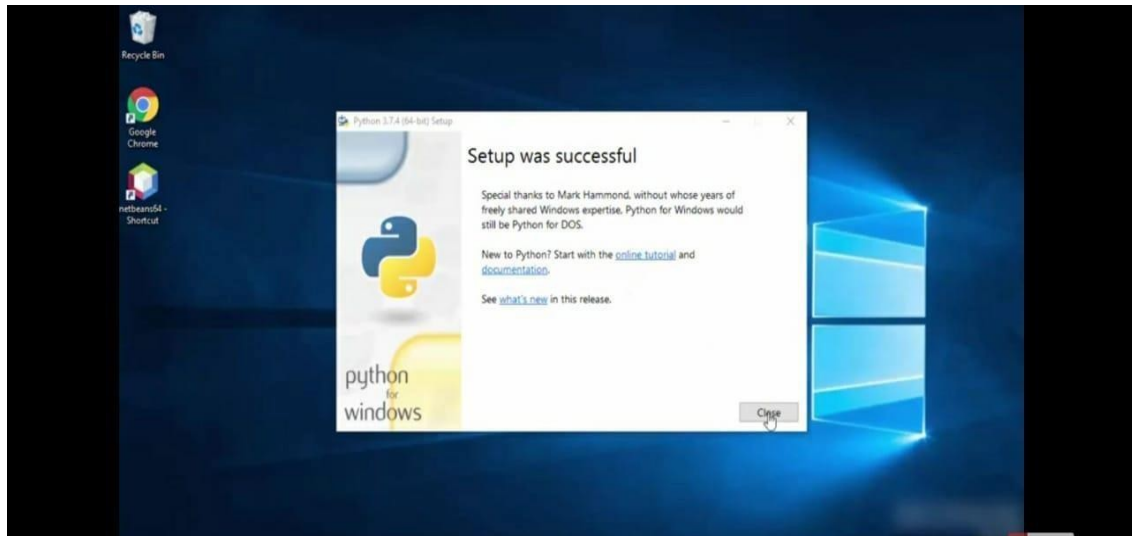 Recycle Bin
Google
Chrome
netbeans64 -
Shortcut
Python 3.7.4 (64-bit) Setup
Setup was successful
Special thanks to Mark Hammond, without whose years of
freely shared Windows expertise, Python for Windows would
still be Python for DOS.
New to Python? Start with the online tutorial and
documentation.
See what's new in this release.
python
for
windows
Close